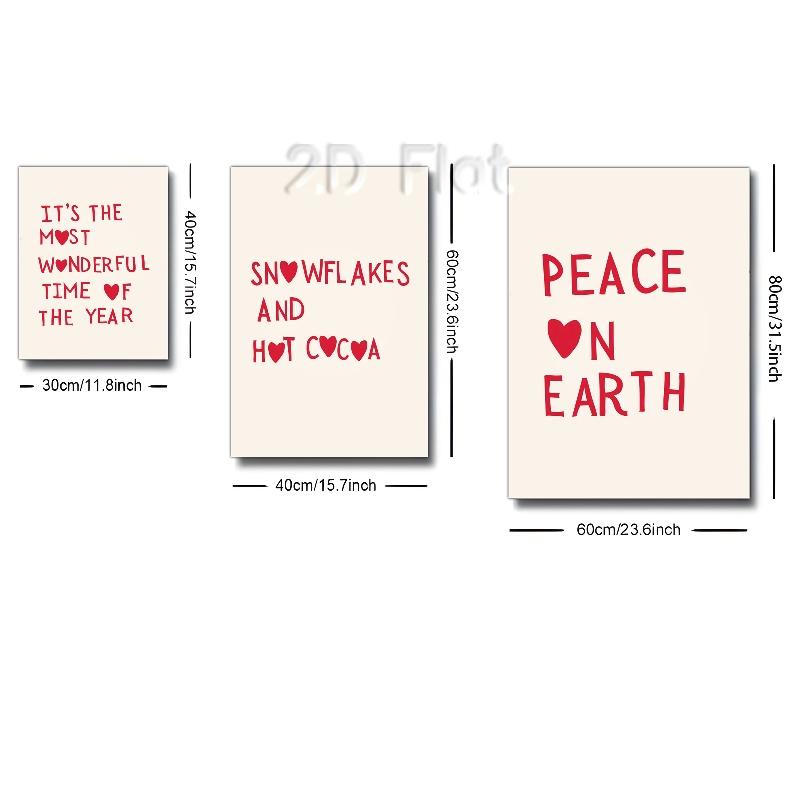 2D Flat
IT'S THE
M♥ST
W♥NDERFUL
TIME ♥F
THE YEAR
40cm/15.7inch
30cm/11.8inch
SN♥WFLAKES
AND
H♥T C♥C♥A
60cm/23.6inch
40cm/15.7inch
PEACE
♥N
EARTH
80cm/31.5inch
60cm/23.6inch